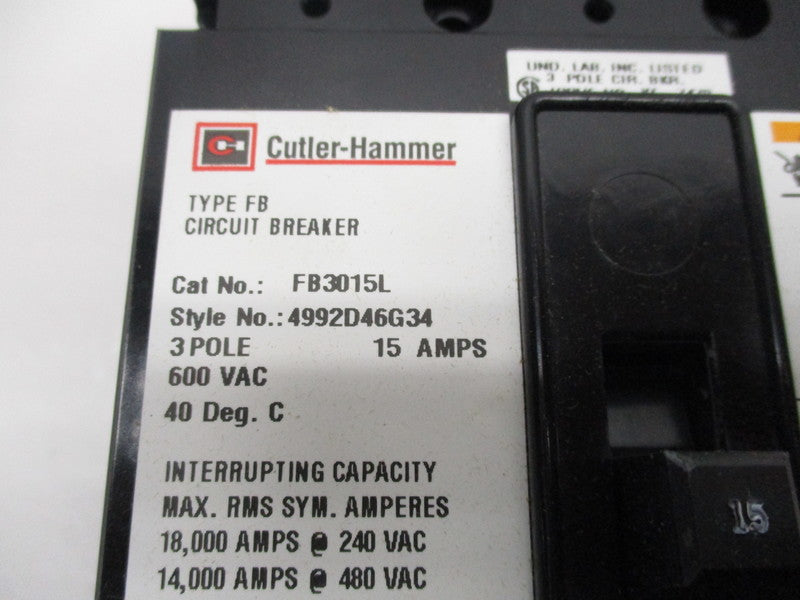 UND. LAB. INC. LISTED
3 POLE CIR. BKR.
SA
Cutler-Hammer
TYPE FB
CIRCUIT BREAKER
Cat No.: FB3015L
Style No.: 4992D46G34
3 POLE 15 AMPS
600 VAC
40 Deg. C
INTERRUPTING CAPACITY
MAX. RMS SYM. AMPERES
18,000 AMPS @ 240 VAC
14,000 AMPS @ 480 VAC
15